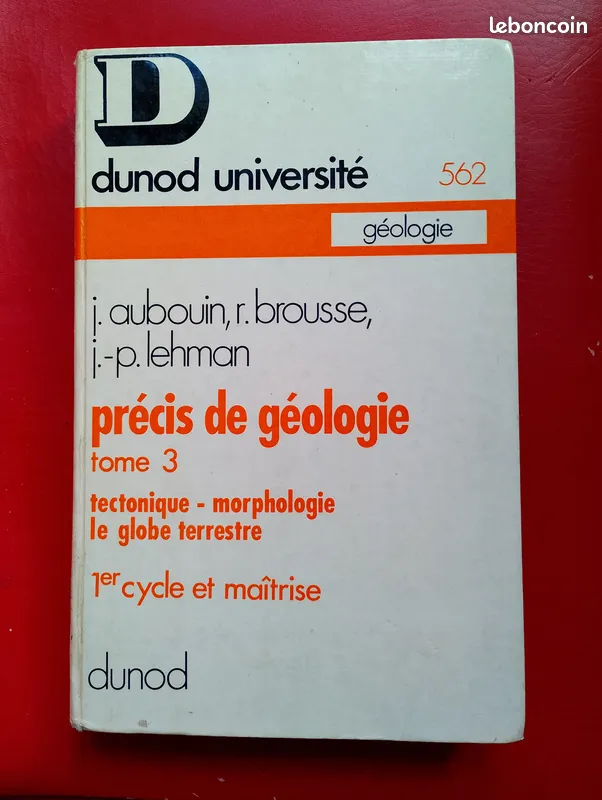 leboncoin
D
dunod université 562
géologie
j. aubouin, r. brousse,
j.-p. lehman
précis de géologie
tome 3
tectonique - morphologie
le globe terrestre
1er cycle et maîtrise
dunod